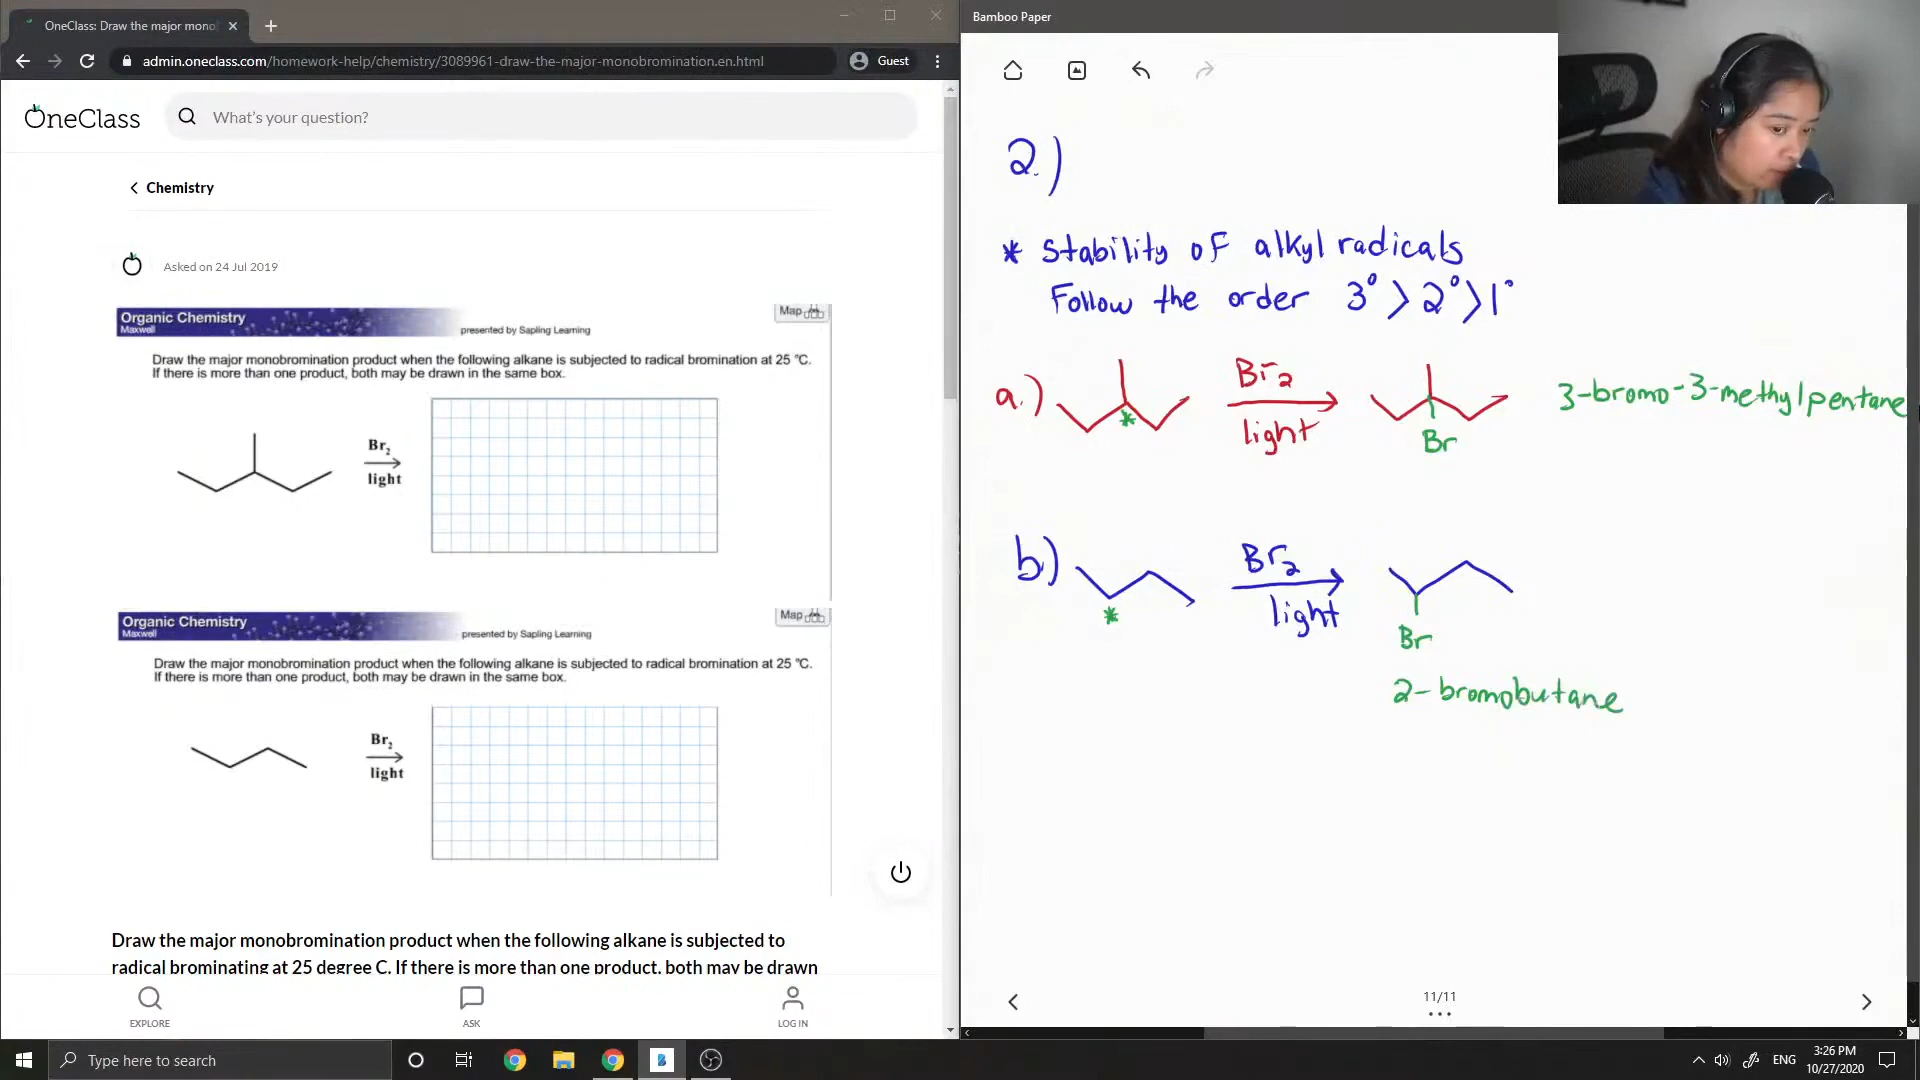 OneClass: Draw the major mono
admin.oneclass.com/homework-help/chemistry/3089961-draw-the-major-monobromination.en.html
Guest
OneClass
What's your question?
Chemistry
Asked on 24 Jul 2019
Organic Chemistry
Maxwell
presented by Sapling Learning
Map
Draw the major monobromination product when the following alkane is subjected to radical bromination at 25 °C.
If there is more than one product, both may be drawn in the same box.
Br2
light
Organic Chemistry
Maxwell
presented by Sapling Learning
Map
Draw the major monobromination product when the following alkane is subjected to radical bromination at 25 °C.
If there is more than one product, both may be drawn in the same box.
Br2
light
Draw the major monobromination product when the following alkane is subjected to
radical brominating at 25 degree C. If there is more than one product, both may be drawn
EXPLORE
ASK
LOG IN
Bamboo Paper
2.)
* Stability of alkyl radicals
Follow the order 3° > 2° > 1°
a.)
Br2
light
Br
3-bromo-3-methylpentane
b.)
Br2
light
Br
2-bromobutane
11/11
Type here to search
ENG
3:26 PM
10/27/2020